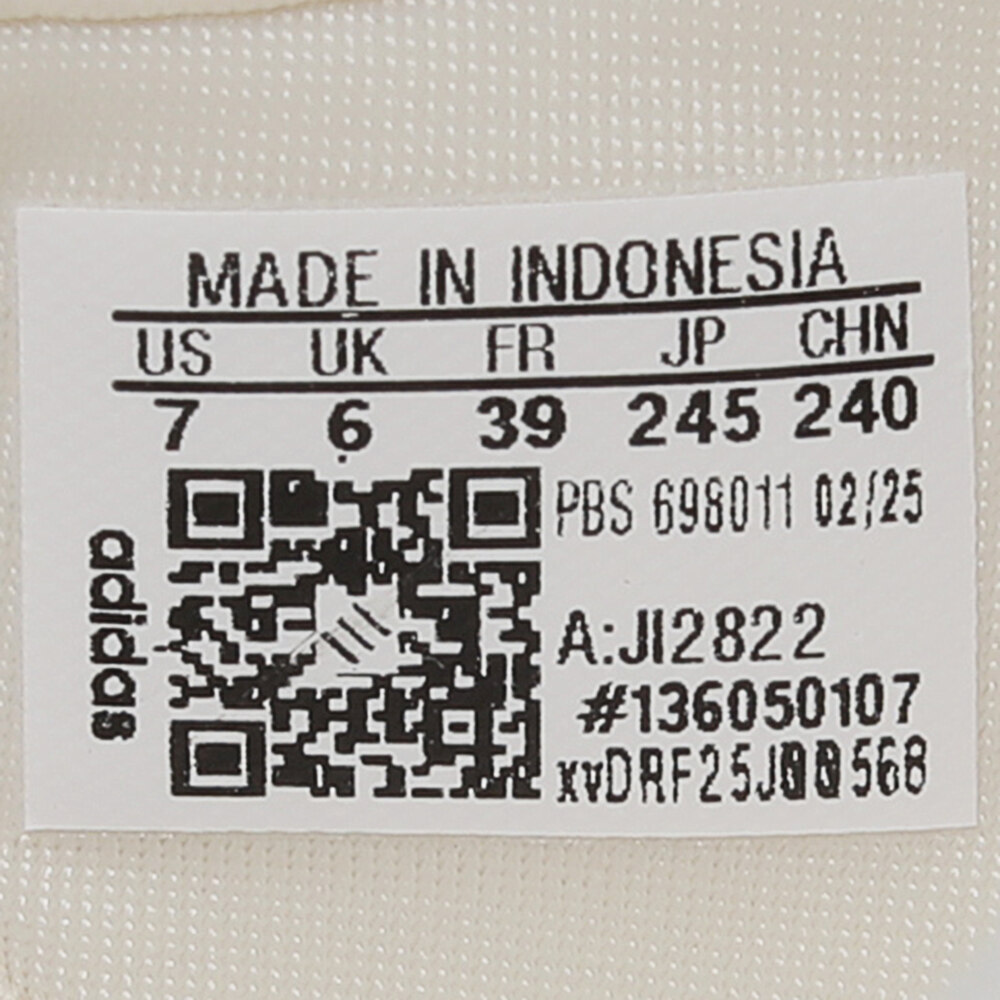 MADE IN INDONESIA
US UK FR JP CHN
7 6 39 245 240
PBS 698011 02/25
A:JI2822
#136050107
adidas